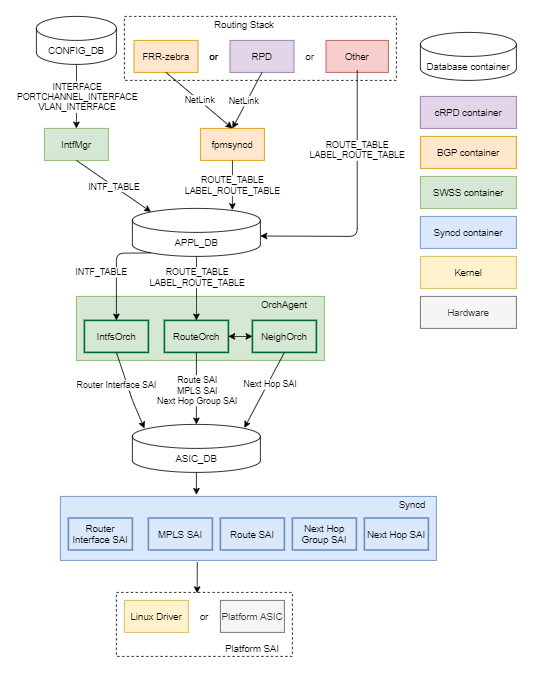 Routing Stack
CONFIG_DB
FRR-zebra
or
RPD
or
Other
Database container
INTERFACE
PORTCHANNEL_INTERFACE
VLAN_INTERFACE
NetLink
NetLink
cRPD container
IntfMgr
fpmsyncd
ROUTE_TABLE
LABEL_ROUTE_TABLE
BGP container
INTF_TABLE
ROUTE_TABLE
LABEL_ROUTE_TABLE
SWSS container
APPL_DB
Syncd container
INTF_TABLE
ROUTE_TABLE
LABEL_ROUTE_TABLE
Kernel
OrchAgent
Hardware
IntfsOrch
RouteOrch
NeighOrch
Router Interface SAI
Route SAI
MPLS SAI
Next Hop Group SAI
Next Hop SAI
ASIC_DB
Syncd
Router
Interface SAI
MPLS SAI
Route SAI
Next Hop
Group SAI
Next Hop SAI
Linux Driver
or
Platform ASIC
Platform SAI